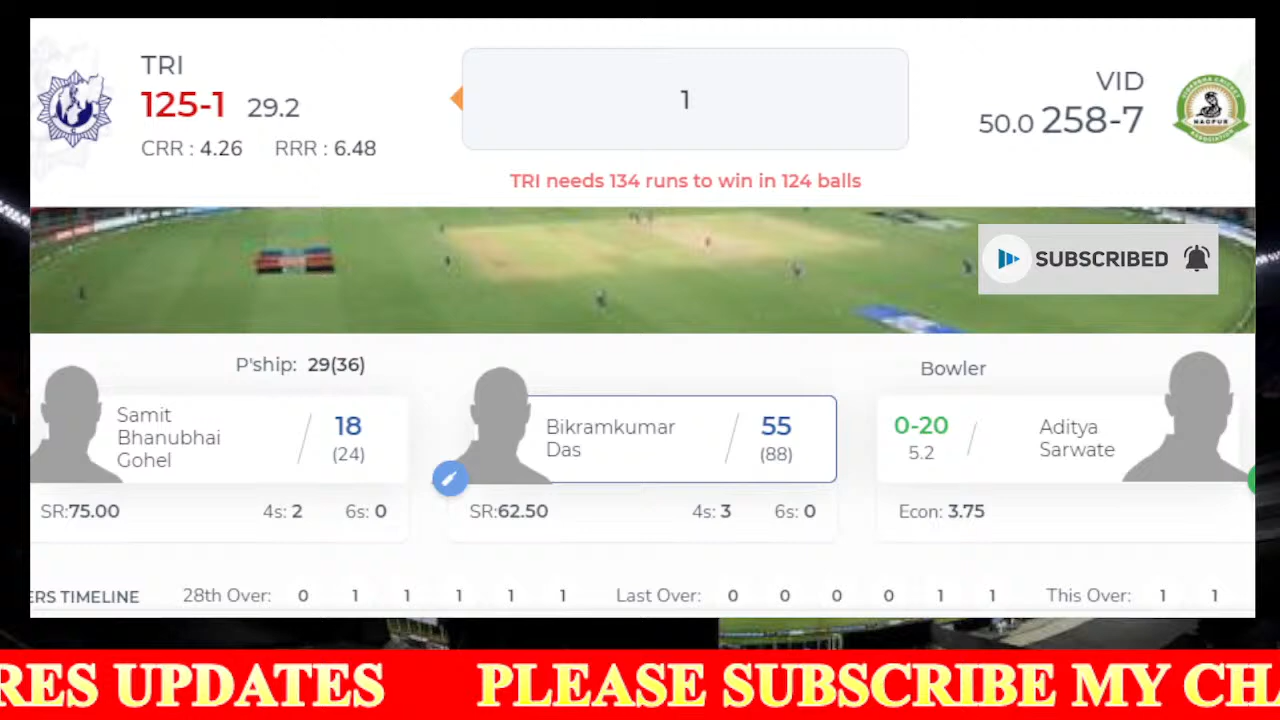 TRI
125-1 29.2
CRR : 4.26 RRR : 6.48
1
TRI needs 134 runs to win in 124 balls
VID
50.0 258-7
NAGPUR
SUBSCRIBED
P'ship: 29(36)
Samit
Bhanubhai
Gohel
18
(24)
SR:75.00 4s: 2 6s: 0
Bikramkumar
Das
55
(88)
SR:62.50 4s: 3 6s: 0
Bowler
0-20
5.2
Aditya
Sarwate
Econ: 3.75
ERS TIMELINE 28th Over: 0 1 1 1 1 1 Last Over: 0 0 0 0 1 1 This Over: 1 1
RES UPDATES PLEASE SUBSCRIBE MY CHA